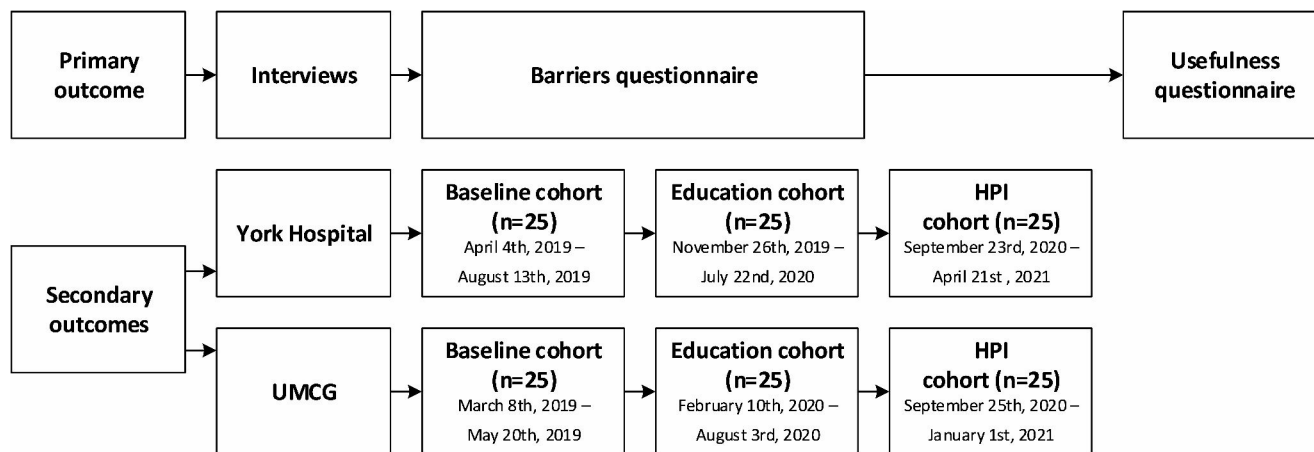 Primary
outcome
Interviews
Barriers questionnaire
Usefulness
questionnaire
Secondary
outcomes
York Hospital
Baseline cohort
(n=25)
April 4th, 2019 –
August 13th, 2019
Education cohort
(n=25)
November 26th, 2019 –
July 22nd, 2020
HPI
cohort (n=25)
September 23rd, 2020 –
April 21st , 2021
UMCG
Baseline cohort
(n=25)
March 8th, 2019 –
May 20th, 2019
Education cohort
(n=25)
February 10th, 2020 –
August 3rd, 2020
HPI
cohort (n=25)
September 25th, 2020 –
January 1st, 2021